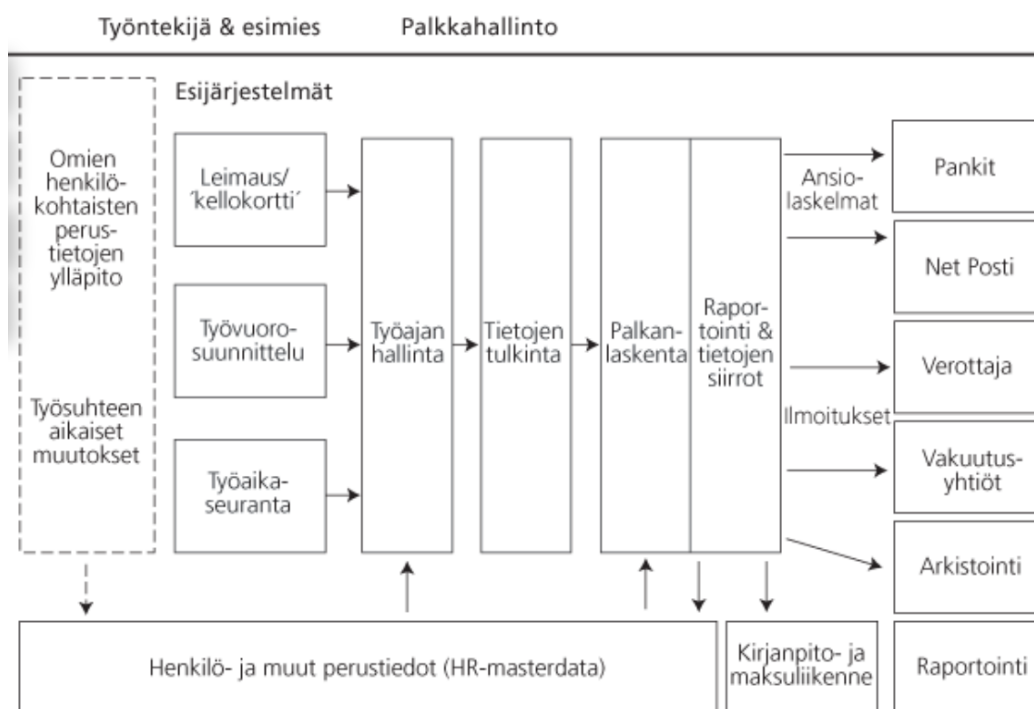 Työntekijä & esimies
Palkkahallinto
Esijärjestelmät
Omien
henkilö-
kohtaisten
perus-
tietojen
ylläpito
Työsuhteen
aikaiset
muutokset
Leimaus/
´kellokortti´
Työvuoro-
suunnittelu
Työaika-
seuranta
Työajan
hallinta
Tietojen
tulkinta
Palkan-
laskenta
Rapor-
tointi &
tietojen
siirrot
Ansio-
laskelmat
Ilmoitukset
Pankit
Net Posti
Verottaja
Vakuutus-
yhtiöt
Arkistointi
Henkilö- ja muut perustiedot (HR-masterdata)
Kirjanpito- ja
maksuliikenne
Raportointi